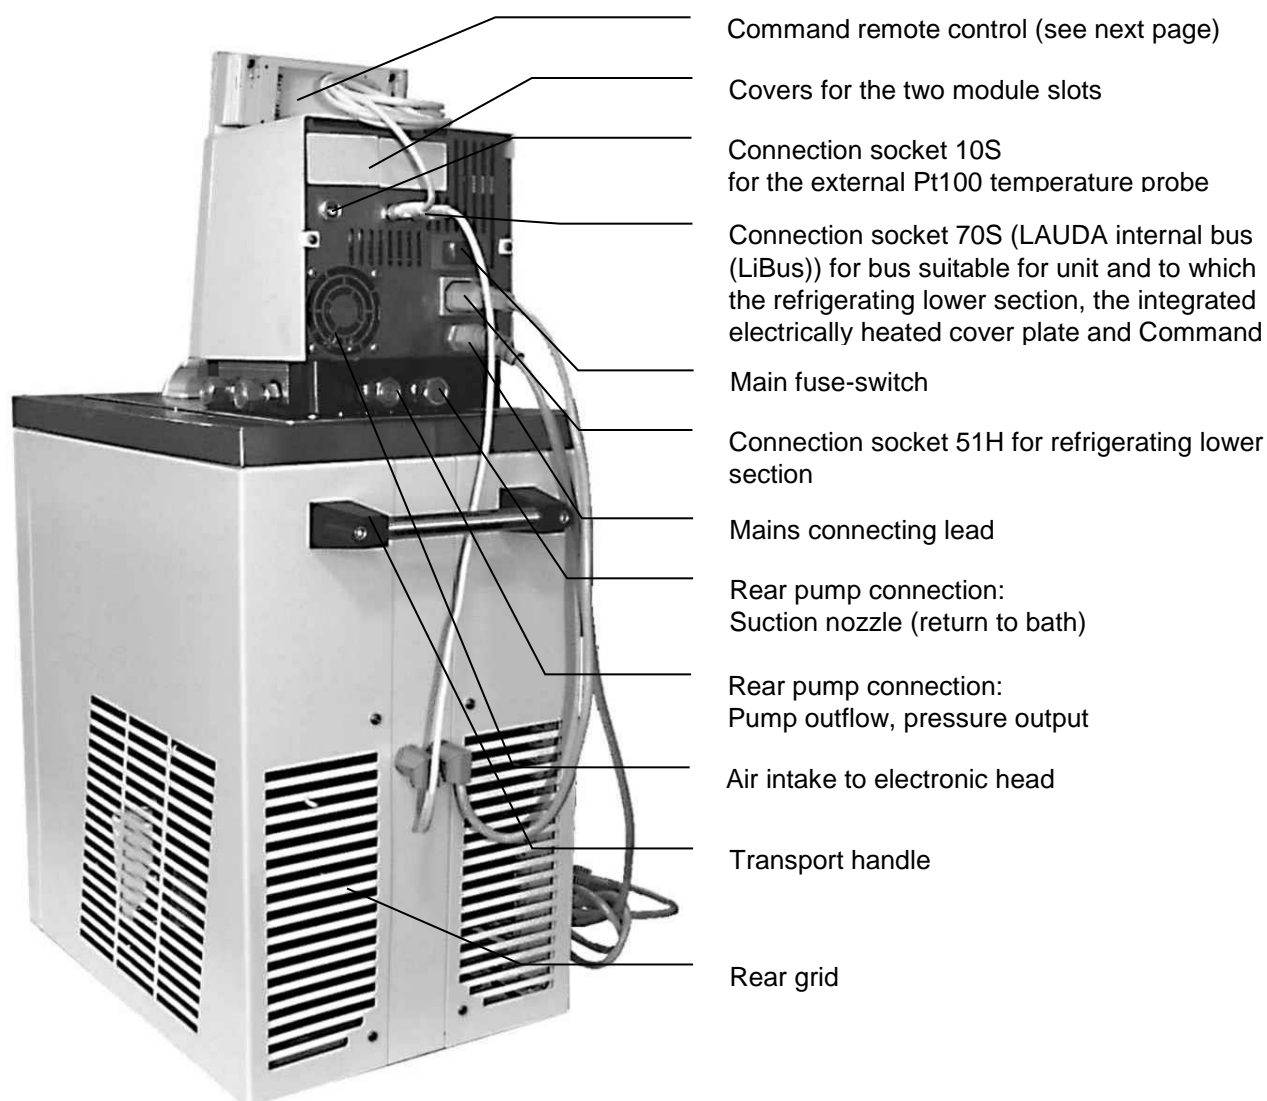 Command remote control (see next page)
Covers for the two module slots
Connection socket 10S
for the external Pt100 temperature probe
Connection socket 70S (LAUDA internal bus
(LiBus)) for bus suitable for unit and to which
the refrigerating lower section, the integrated
electrically heated cover plate and Command
Main fuse-switch
Connection socket 51H for refrigerating lower
section
Mains connecting lead
Rear pump connection:
Suction nozzle (return to bath)
Rear pump connection:
Pump outflow, pressure output
Air intake to electronic head
Transport handle
Rear grid